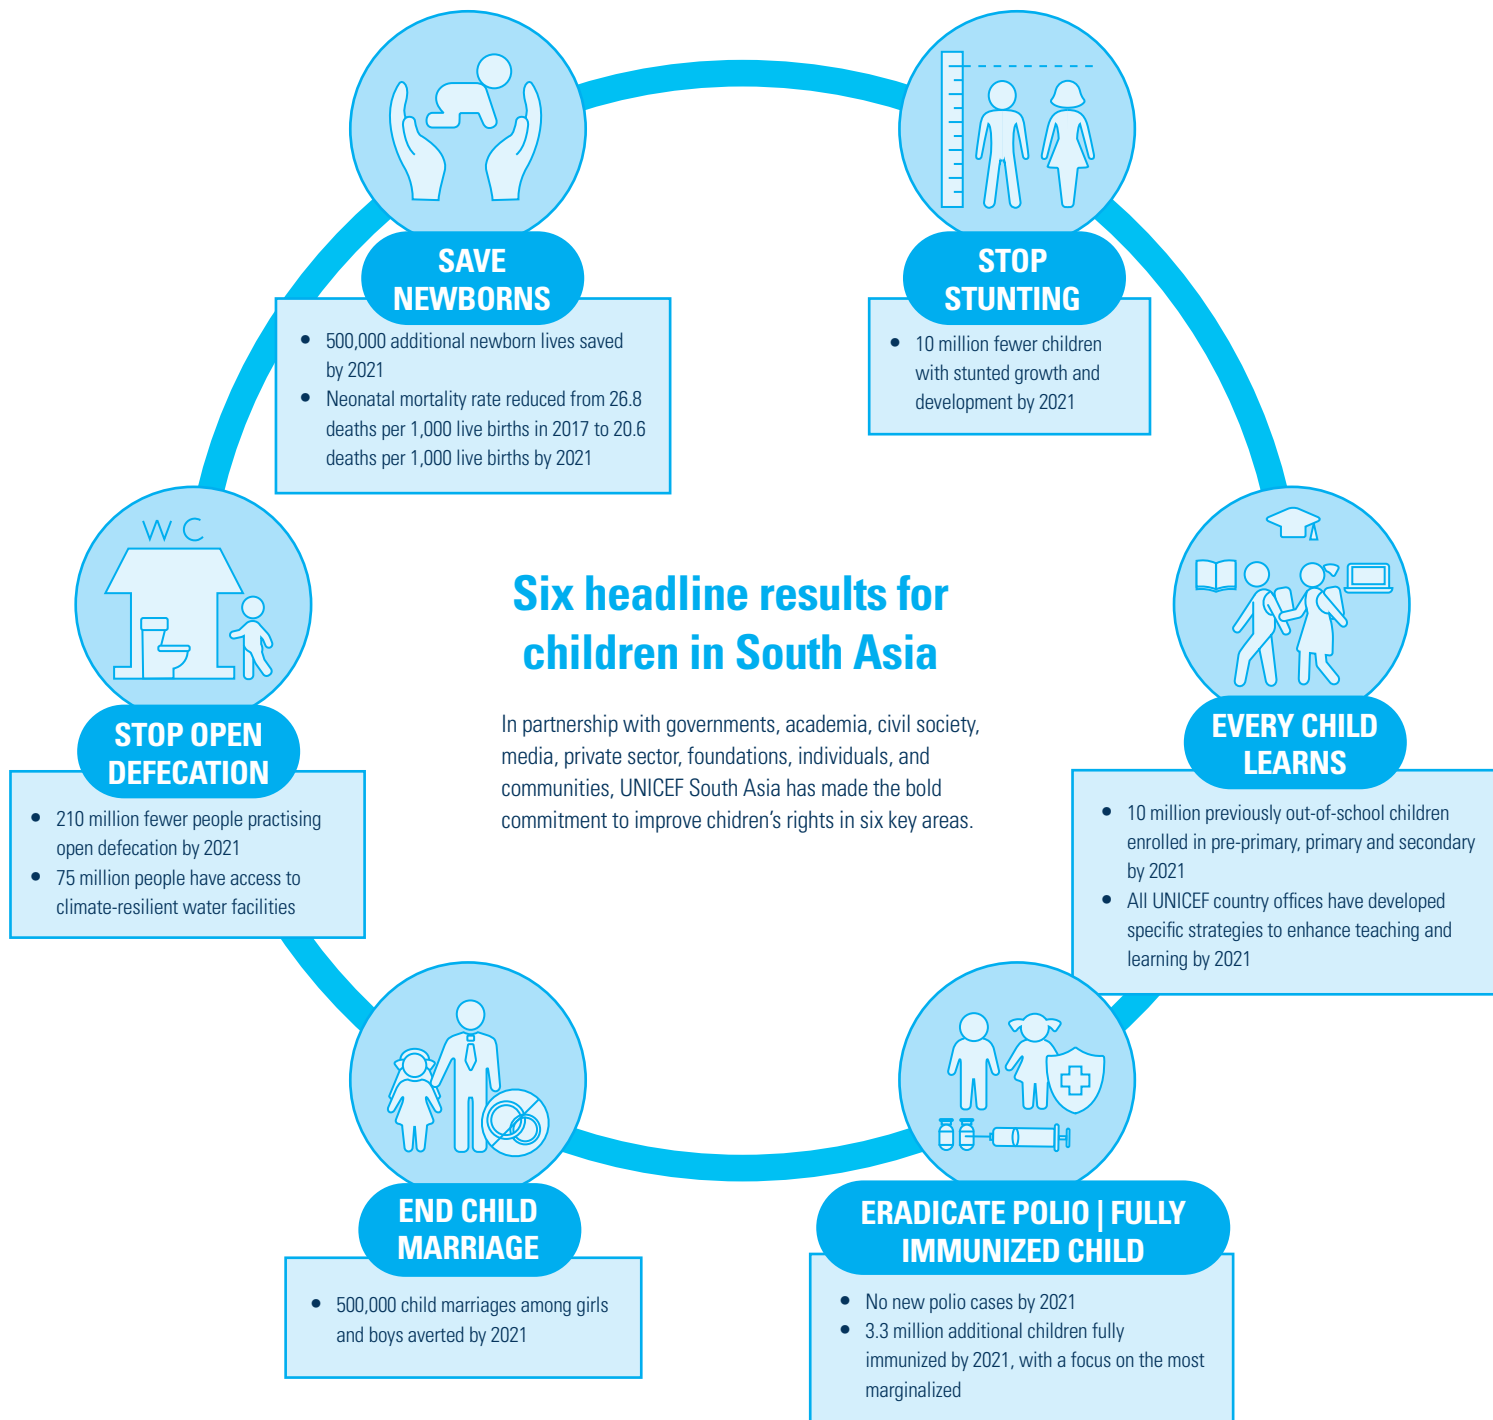 SAVE
NEWBORNS
• 500,000 additional newborn lives saved
by 2021
• Neonatal mortality rate reduced from 26.8
deaths per 1,000 live births in 2017 to 20.6
deaths per 1,000 live births by 2021
STOP
STUNTING
• 10 million fewer children
with stunted growth and
development by 2021
W C
STOP OPEN
DEFECATION
• 210 million fewer people practising
open defecation by 2021
• 75 million people have access to
climate-resilient water facilities
Six headline results for
children in South Asia
In partnership with governments, academia, civil society,
media, private sector, foundations, individuals, and
communities, UNICEF South Asia has made the bold
commitment to improve chidren's rights in six key areas.
EVERY CHILD
LEARNS
• 10 million previously out-of-school children
enrolled in pre-primary, primary and secondary
by 2021
• All UNICEF country offices have developed
specific strategies to enhance teaching and
learning by 2021
END CHILD
MARRIAGE
• 500,000 child marriages among girls
and boys averted by 2021
ERADICATE POLIO | FULLY
IMMUNIZED CHILD
• No new polio cases by 2021
• 3.3 million additional children fully
immunized by 2021, with a focus on the most
marginalized